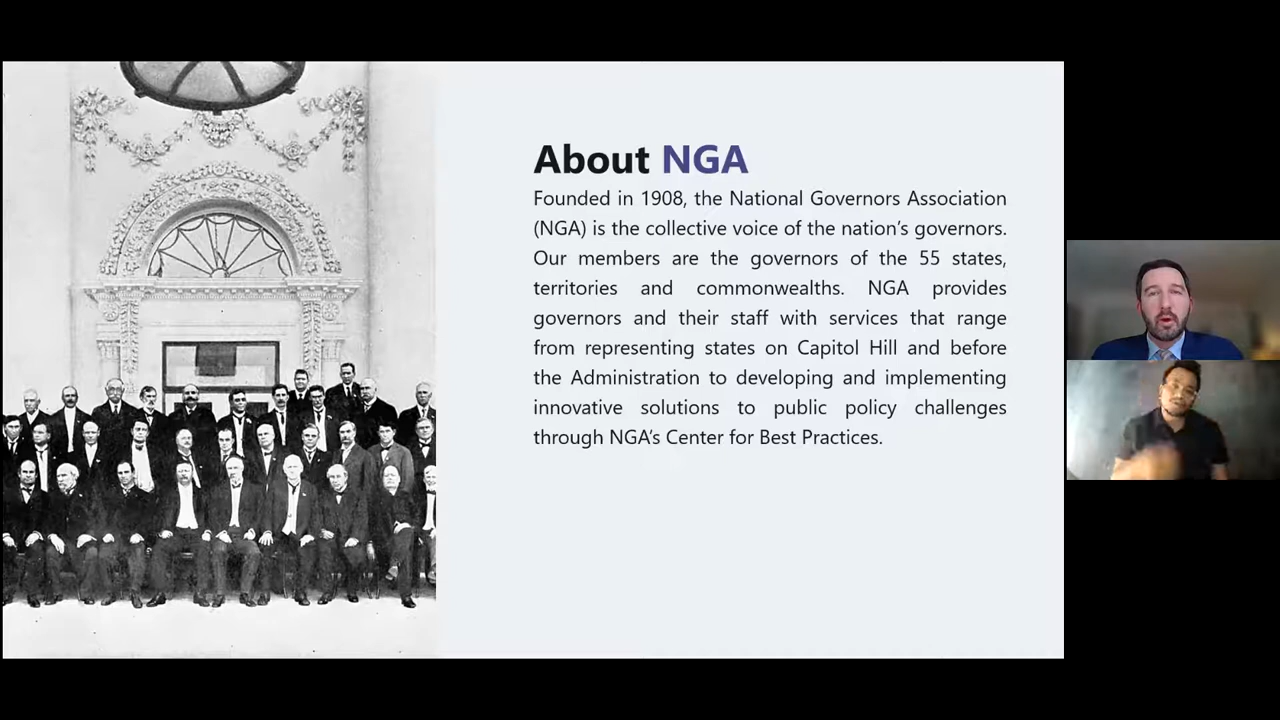 About NGA
Founded in 1908, the National Governors Association
(NGA) is the collective voice of the nation’s governors.
Our members are the governors of the 55 states,
territories and commonwealths. NGA provides
governors and their staff with services that range
from representing states on Capitol Hill and before
the Administration to developing and implementing
innovative solutions to public policy challenges
through NGA’s Center for Best Practices.